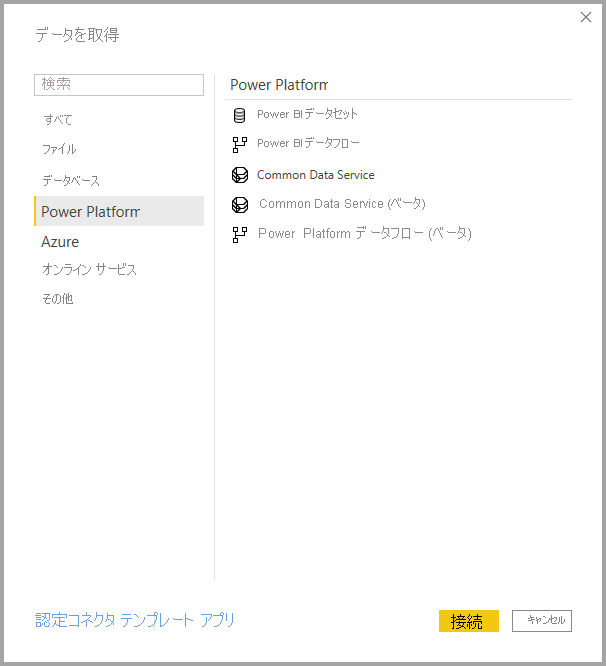 データを取得
検索
すべて
ファイル
データベース
Power Platform
Azure
オンライン サービス
その他
Power Platform
Power BIデータセット
Power BIデータフロー
Common Data Service
Common Data Service (ベータ)
Power Platform データフロー (ベータ)
認定コネクタ テンプレート アプリ
接続
キャンセル